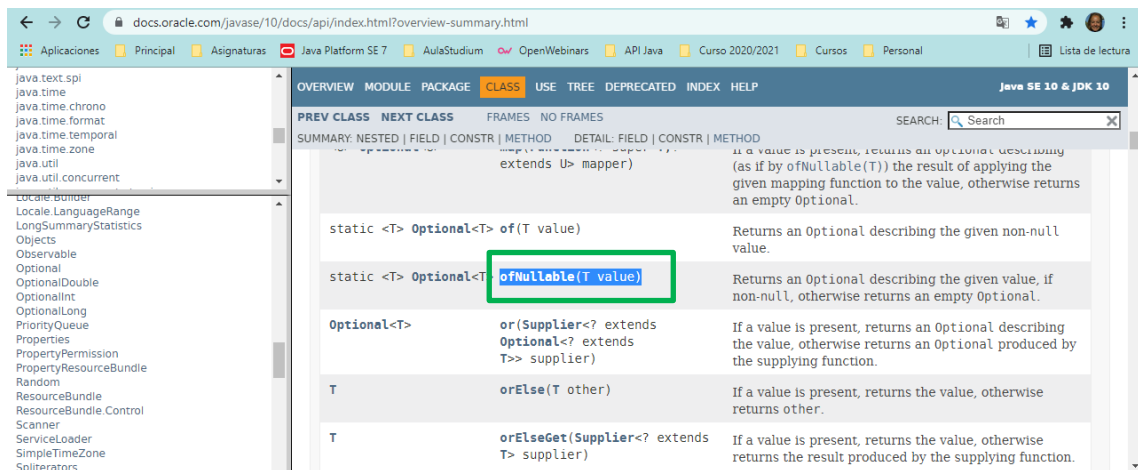 docs.oracle.com/javase/10/docs/api/index.html?overview-summary.html
Aplicaciones Principal Asignaturas Java Platform SE 7 AulaStudium Ow OpenWebinars API Java Curso 2020/2021 Cursos Personal Lista de lectura
java.text.spi
java.time
java.time.chrono
java.time.format
java.time.temporal
java.time.zone
java.util
java.util.concurrent
Locale.Builder
Locale.LanguageRange
LongSummaryStatistics
Objects
Observable
Optional
OptionalDouble
OptionalInt
OptionalLong
PriorityQueue
Properties
PropertyPermission
PropertyResourceBundle
Random
ResourceBundle
ResourceBundle.Control
Scanner
ServiceLoader
SimpleTimeZone
Spliterators
OVERVIEW MODULE PACKAGE CLASS USE TREE DEPRECATED INDEX HELP Java SE 10 & JDK 10
PREV CLASS NEXT CLASS FRAMES NO FRAMES SEARCH: Search
SUMMARY: NESTED | FIELD | CONSTR | METHOD DETAIL: FIELD | CONSTR | METHOD
extends U> mapper)
If a value is present, returns an Optional describing
(as if by ofNullable(T)) the result of applying the
given mapping function to the value, otherwise returns
an empty Optional.
static <T> Optional<T> of(T value)
Returns an Optional describing the given non-null
value.
static <T> Optional<T> ofNullable(T value)
Returns an Optional describing the given value, if
non-null, otherwise returns an empty Optional.
Optional<T>
or(Supplier<? extends
Optional<? extends
T>> supplier)
If a value is present, returns an Optional describing
the value, otherwise returns an Optional produced by
the supplying function.
T
orElse(T other)
If a value is present, returns the value, otherwise
returns other.
T
orElseGet(Supplier<? extends
T> supplier)
If a value is present, returns the value, otherwise
returns the result produced by the supplying function.